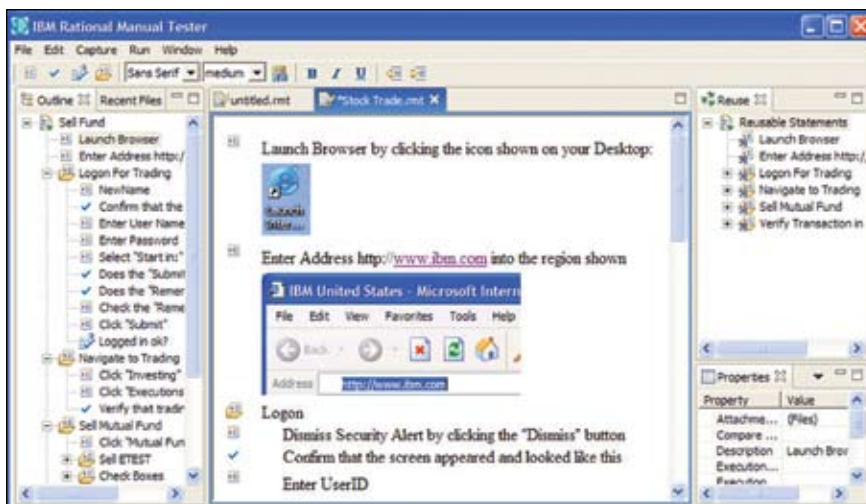 IBM Rational Manual Tester
File Edit Capture Run Window Help
Sans Serif medium B I U
Outline Recent Files
untitled.rmt *Stock Trade.rmt
Reuse
Sell Fund
Launch Browser
Enter Address http:/
Logon For Trading
NewName
Confirm that the
Enter User Name
Enter Password
Select "Start in:"
Does the "Submit
Does the "Remem
Check the "Reme
Click "Submit"
Logged in ok?
Navigate to Trading
Click "Investing"
Click "Executions
Verify that tradin
Sell Mutual Fund
Click "Mutual Fun
Sell ETEST
Check Boxes
Launch Browser by clicking the icon shown on your Desktop:
Launch
Inter...
Enter Address http://www.ibm.com into the region shown
IBM United States - Microsoft Intern
File Edit View Favorites Tools Help
Back
Address http://www.ibm.com
Logon
Dismiss Security Alert by clicking the "Dismiss" button
Confirm that the screen appeared and looked like this
Enter UserID
Reusable Statements
Launch Browser
Enter Address http://
Logon For Trading
Navigate to Trading
Sell Mutual Fund
Verify Transaction in
Properties
Property Value
Attachme... (Files)
Compare ...
Description Launch Brov
Execution...
Execution